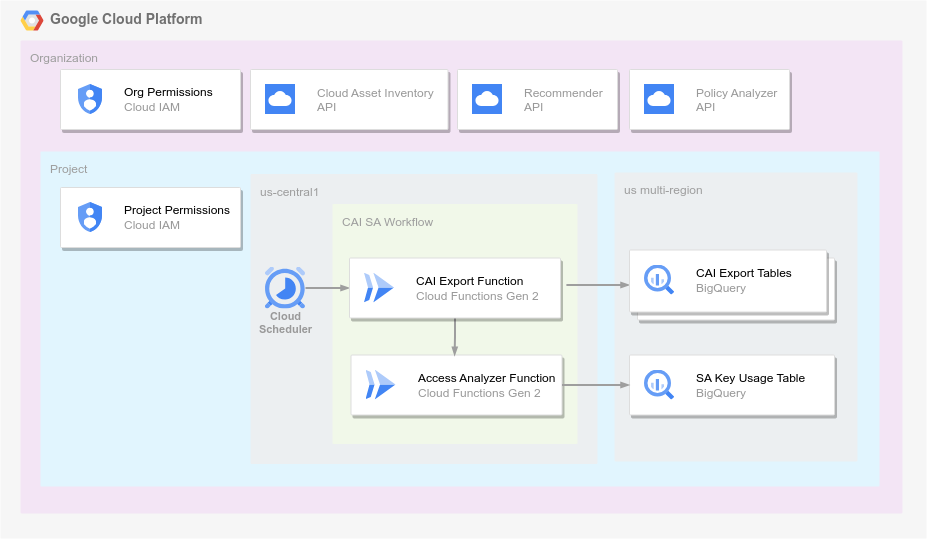 Google Cloud Platform
Organization
Org Permissions
Cloud IAM
Cloud Asset Inventory
API
Recommender
API
Policy Analyzer
API
Project
Project Permissions
Cloud IAM
us-central1
CAI SA Workflow
Cloud
Scheduler
CAI Export Function
Cloud Functions Gen 2
Access Analyzer Function
Cloud Functions Gen 2
us multi-region
CAI Export Tables
BigQuery
SA Key Usage Table
BigQuery